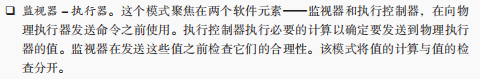 ❑ 监视器 – 执行器。这个模式聚焦在两个软件元素——监视器和执行控制器，在向物
理执行器发送命令之前使用。执行控制器执行必要的计算以确定要发送到物理执行
器的值。监视器在发送这些值之前检查它们的合理性。该模式将值的计算与值的检
查分开。